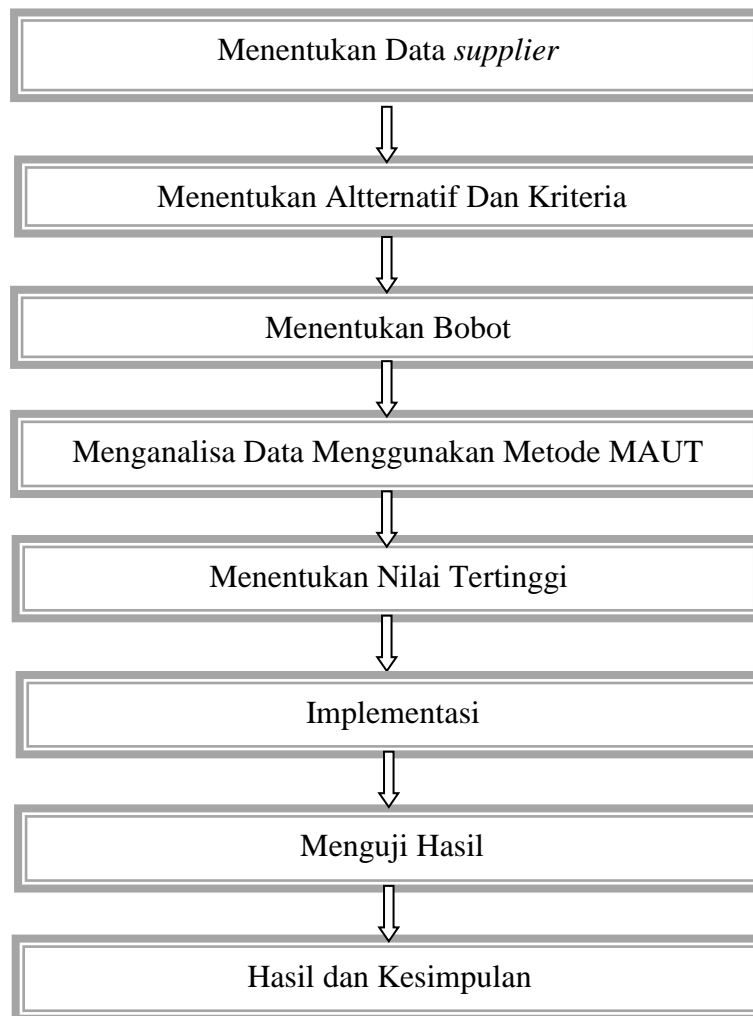 Menentukan Data supplier
Menentukan Altternatif Dan Kriteria
Menentukan Bobot
Menganalisa Data Menggunakan Metode MAUT
Menentukan Nilai Tertinggi
Implementasi
Menguji Hasil
Hasil dan Kesimpulan